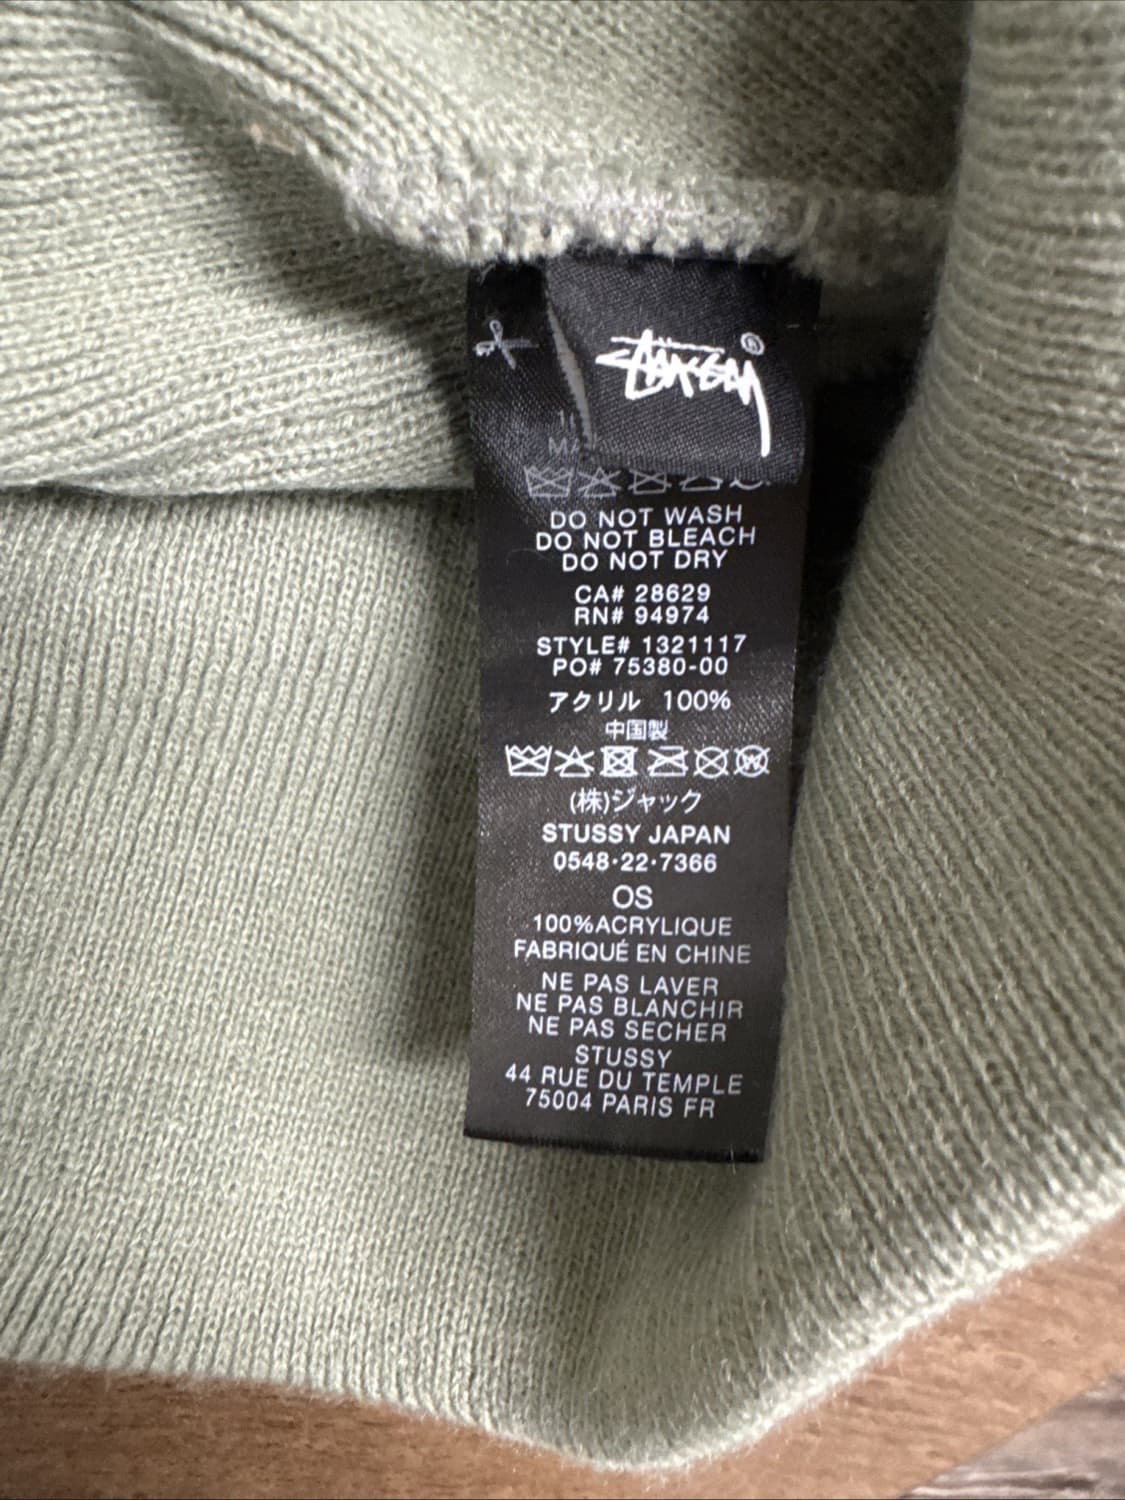 STUSSY®
DO NOT WASH
DO NOT BLEACH
DO NOT DRY
CA# 28629
RN# 94974
STYLE# 1321117
PO# 75380-00
アクリル 100%
中国製
(株)ジャック
STUSSY JAPAN
0548·22·7366
OS
100%ACRYLIQUE
FABRIQUÉ EN CHINE
NE PAS LAVER
NE PAS BLANCHIR
NE PAS SECHER
STUSSY
44 RUE DU TEMPLE
75004 PARIS FR